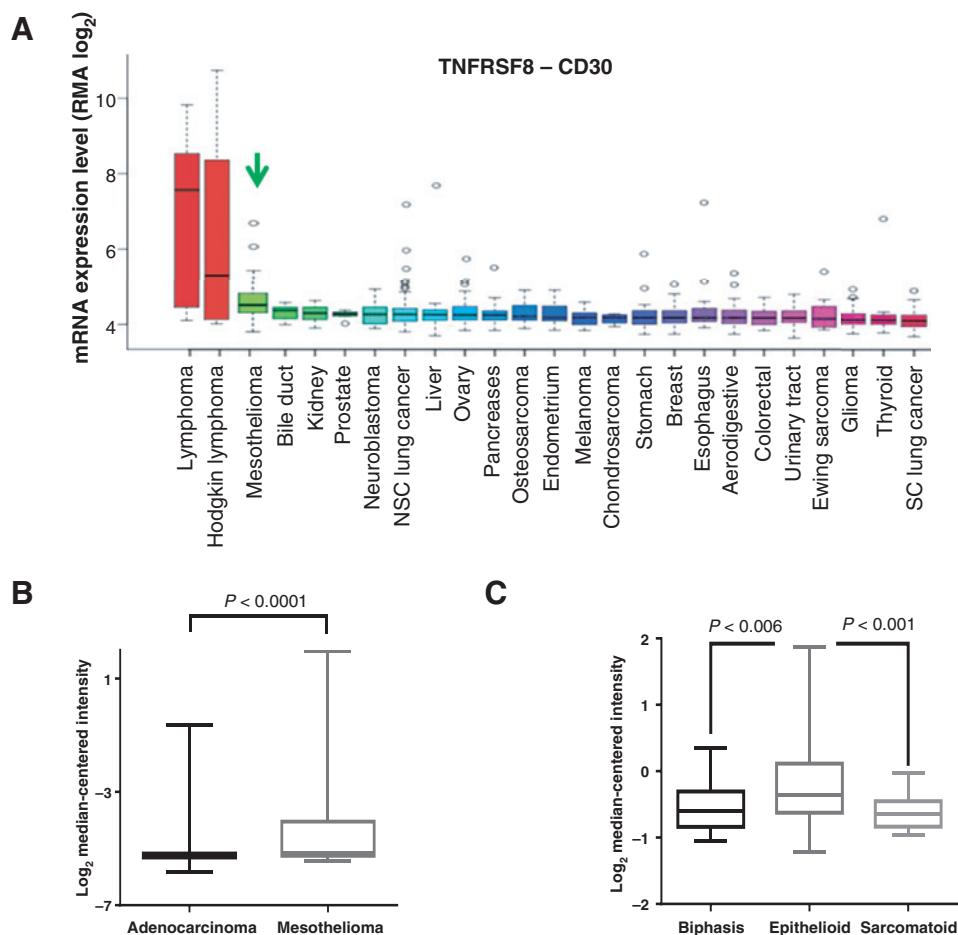 A
TNFRSF8 – CD30
mRNA expression level (RMA log2)
10
8
6
4
Lymphoma
Hodgkin lymphoma
Mesothelioma
Bile duct
Kidney
Prostate
Neuroblastoma
NSC lung cancer
Liver
Ovary
Pancreases
Osteosarcoma
Endometrium
Melanoma
Chondrosarcoma
Stomach
Breast
Esophagus
Aerodigestive
Colorectal
Urinary tract
Ewing sarcoma
Glioma
Thyroid
SC lung cancer
B
P < 0.0001
Log2 median-centered intensity
1
–3
–7
Adenocarcinoma
Mesothelioma
C
P < 0.006
P < 0.001
Log2 median-centered intensity
2
1
–0
–1
–2
Biphasis
Epithelioid
Sarcomatoid